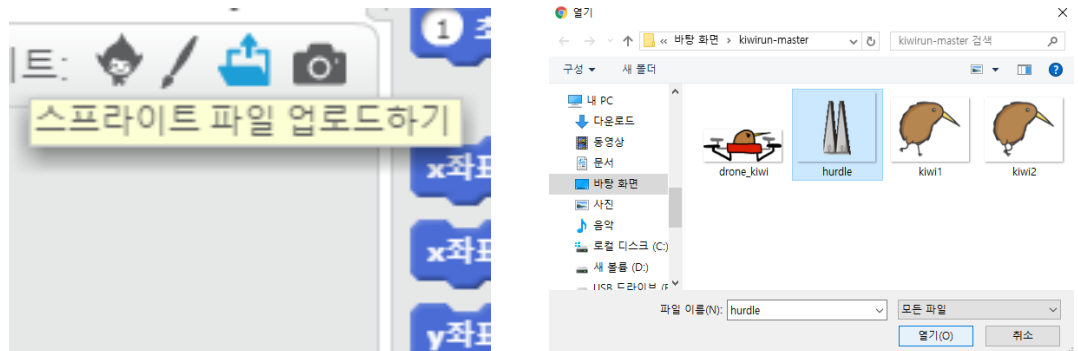 이트:
스프라이트 파일 업로드하기
1
x좌표
x좌표
y좌표
열기
« 바탕 화면 › kiwirun-master
kiwirun-master 검색
구성
새 폴더
내 PC
다운로드
동영상
문서
바탕 화면
사진
음악
로컬 디스크 (C:)
새 볼륨 (D:)
USB 드라이브 (F
drone_kiwi
hurdle
kiwi1
kiwi2
파일 이름(N): hurdle
모든 파일
열기(O)
취소